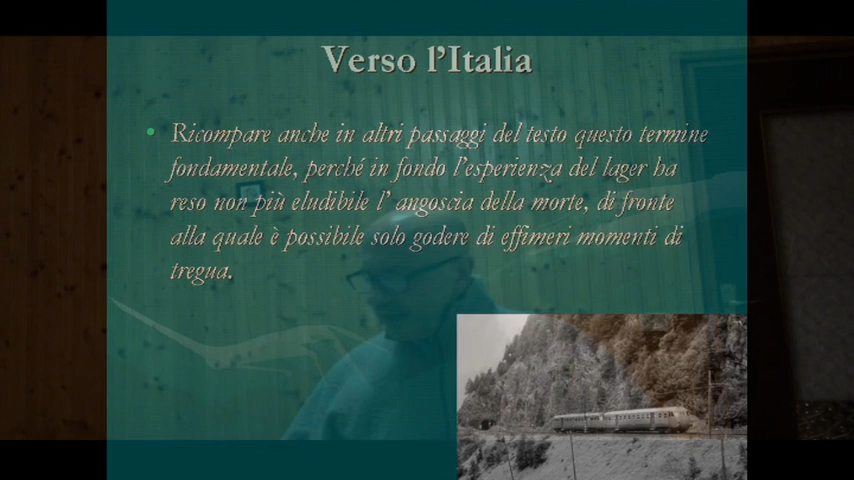 Verso l'Italia
• Ricompare anche in altri passaggi del testo questo termine
fondamentale, perché in fondo l'esperienza del lager ha
reso non più eludibile l' angoscia della morte, di fronte
alla quale è possibile solo godere di effimeri momenti di
tregua.